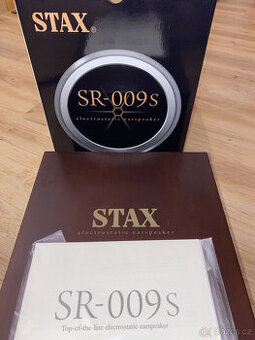 STAX®
SR-009s
electrostatic earspeaker
STAX
electrostatic earspeaker
SR-009s
Top-of-the-line electrostatic earspeaker